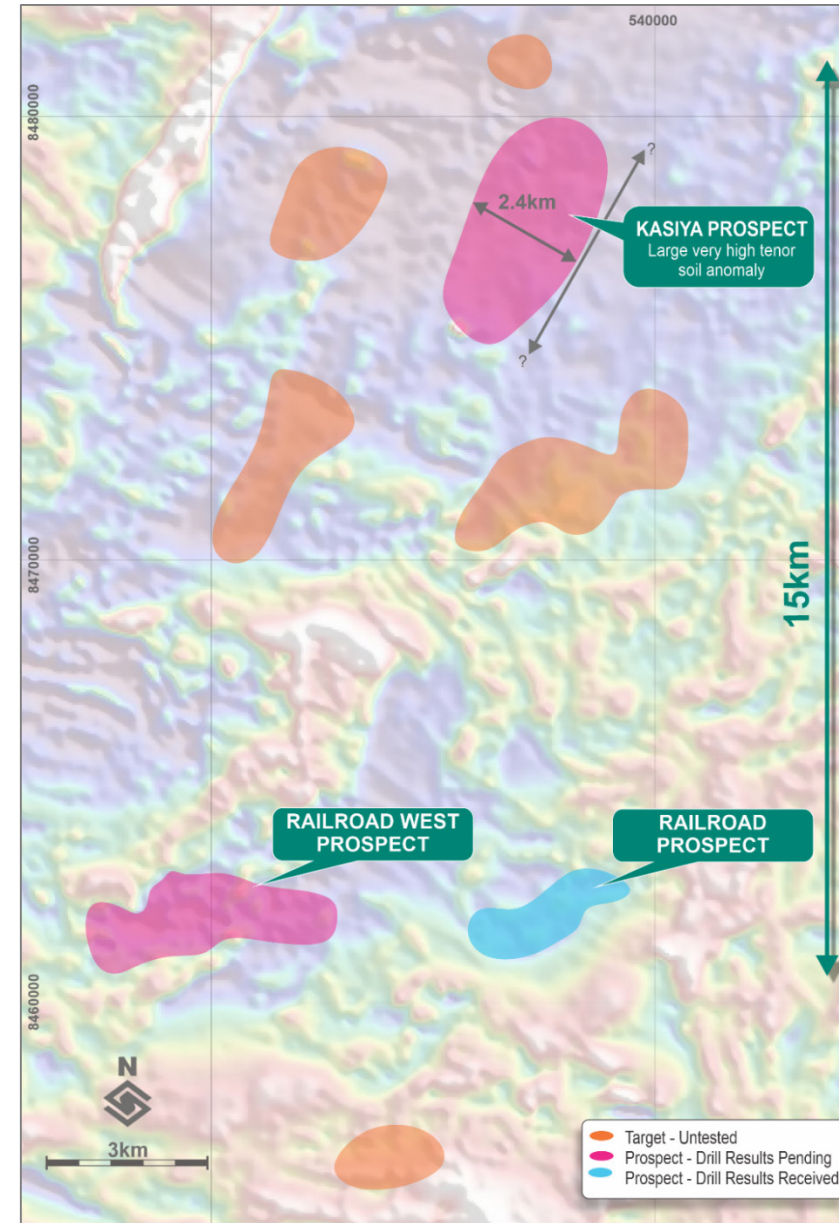 540000
8480000
?
2.4km
KASIYA PROSPECT
Large very high tenor
soil anomaly
?
8470000
15km
RAILROAD WEST
PROSPECT
RAILROAD
PROSPECT
8460000
N
3km
Target - Untested
Prospect - Drill Results Pending
Prospect - Drill Results Received